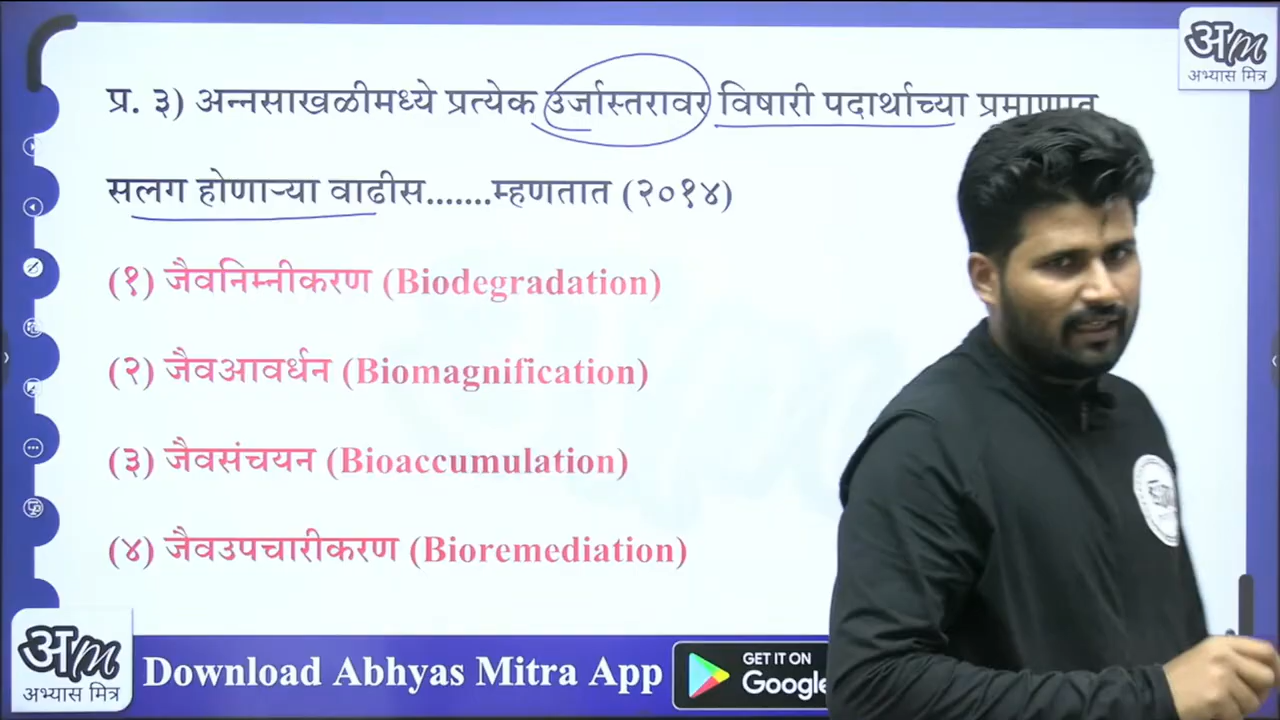 प्र. ३) अन्नसाखळीमध्ये प्रत्येक उर्जास्तरावर विषारी पदार्थाच्या
सलग होणाऱ्या वाढीस.......म्हणतात (२०१४)
(१) जैवनिम्नीकरण (Biodegradation)
(२) जैवआवर्धन (Biomagnification)
(३) जैवसंचयन (Bioaccumulation)
(४) जैवउपचारीकरण (Bioremediation)
अm
अभ्यास मित्र
अm
अभ्यास मित्र
Download Abhyas Mitra App
GET IT ON
Google